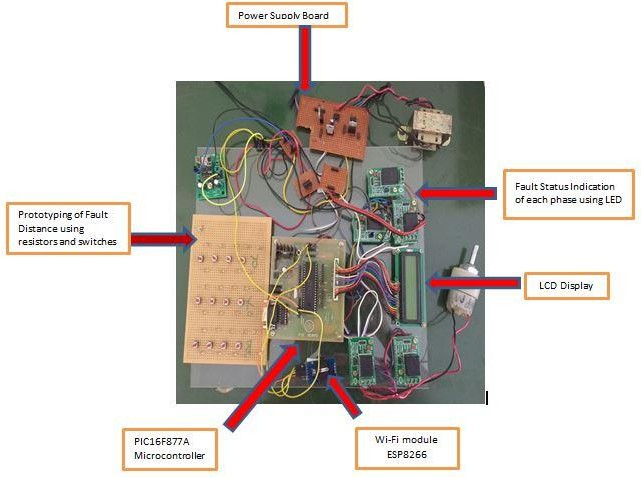 Power Supply Board
Fault Status Indication
of each phase using LED
Prototyping of Fault
Distance using
resistors and switches
LCD Display
PIC16F877A
Microcontroller
Wi-Fi module
ESP8266